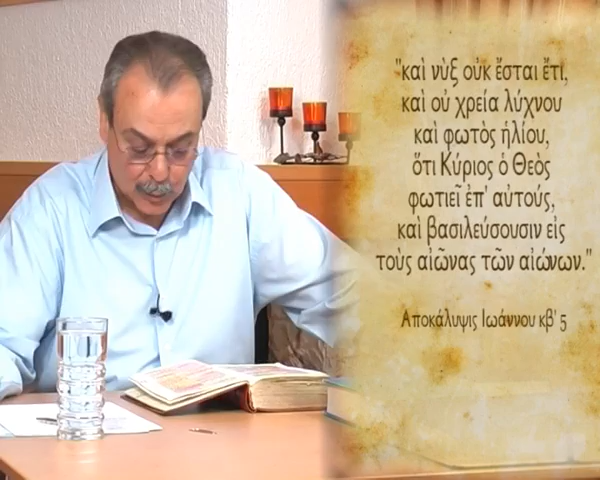 "καὶ νὺξ οὐκ ἔσται ἔτι,
καὶ οὐ χρεία λύχνου
καὶ φωτὸς ἡλίου,
ὅτι Κύριος ὁ Θεὸς
φωτιεῖ ἐπ' αὐτούς,
καὶ βασιλεύσουσιν εἰς
τοὺς αἰῶνας τῶν αἰώνων."
Αποκάλυψις Ιωάννου κβ' 5